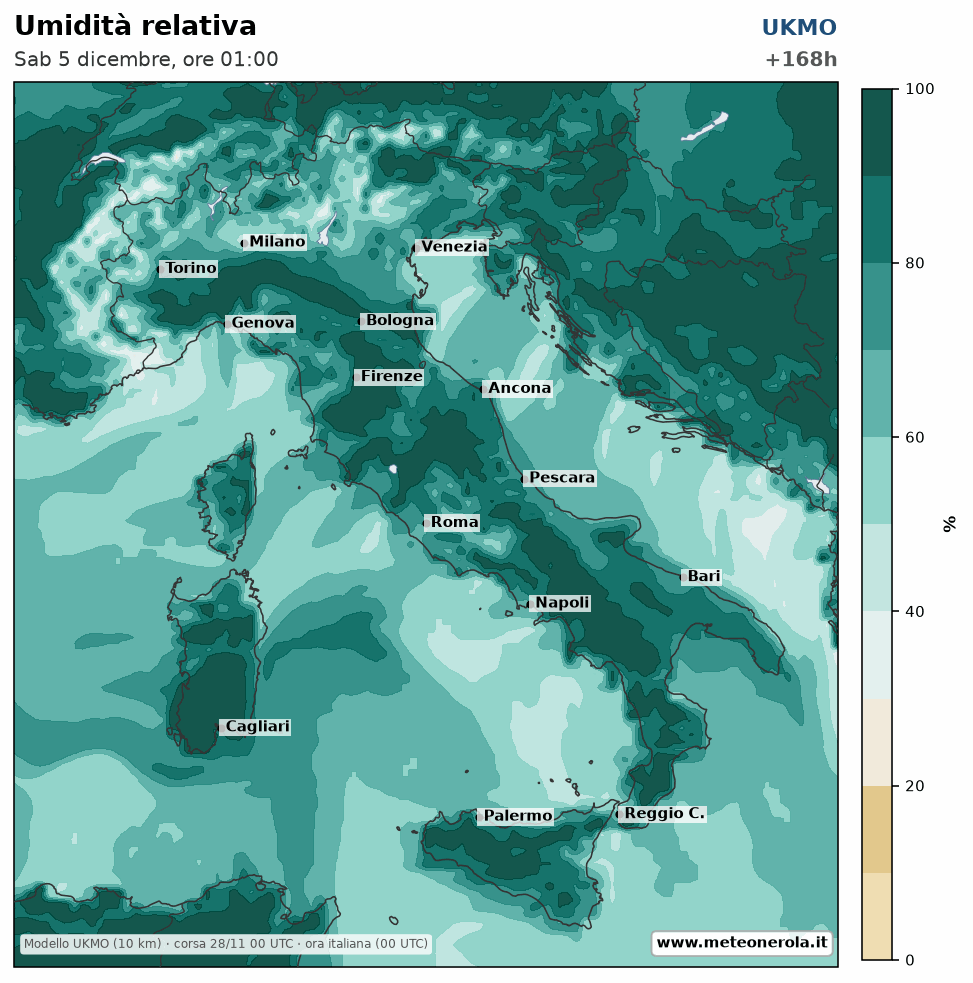 Umidità relativa
UKMO
Sab 5 dicembre, ore 01:00
+168h
100
80
60
40
20
0
%
Milano
Venezia
Torino
Genova
Bologna
Firenze
Ancona
Pescara
Roma
Bari
Napoli
Cagliari
Palermo
Reggio C.
Modello UKMO (10 km) · corsa 28/11 00 UTC · ora italiana (00 UTC)
www.meteonerola.it